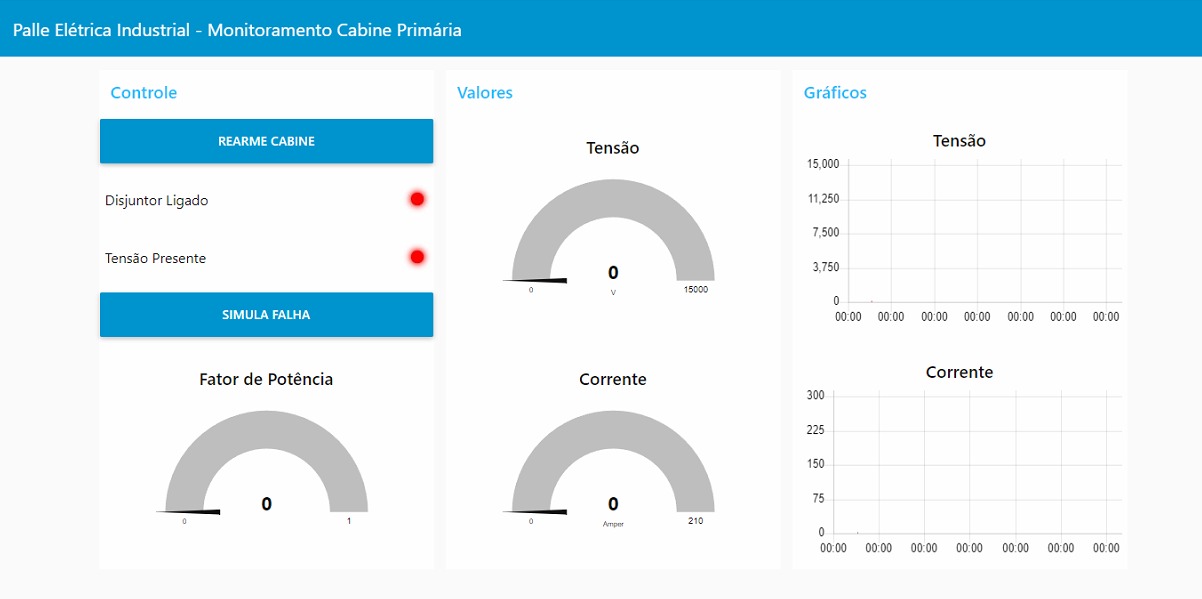 Palle Elétrica Industrial - Monitoramento Cabine Primária
Controle
REARME CABINE
Disjuntor Ligado
Tensão Presente
SIMULA FALHA
Fator de Potência
0
0
1
Valores
Tensão
0
0
V
15000
Corrente
0
0
Amper
210
Gráficos
Tensão
15,000
11,250
7,500
3,750
0
00:00 00:00 00:00 00:00 00:00 00:00 00:00
Corrente
300
225
150
75
0
00:00 00:00 00:00 00:00 00:00 00:00 00:00